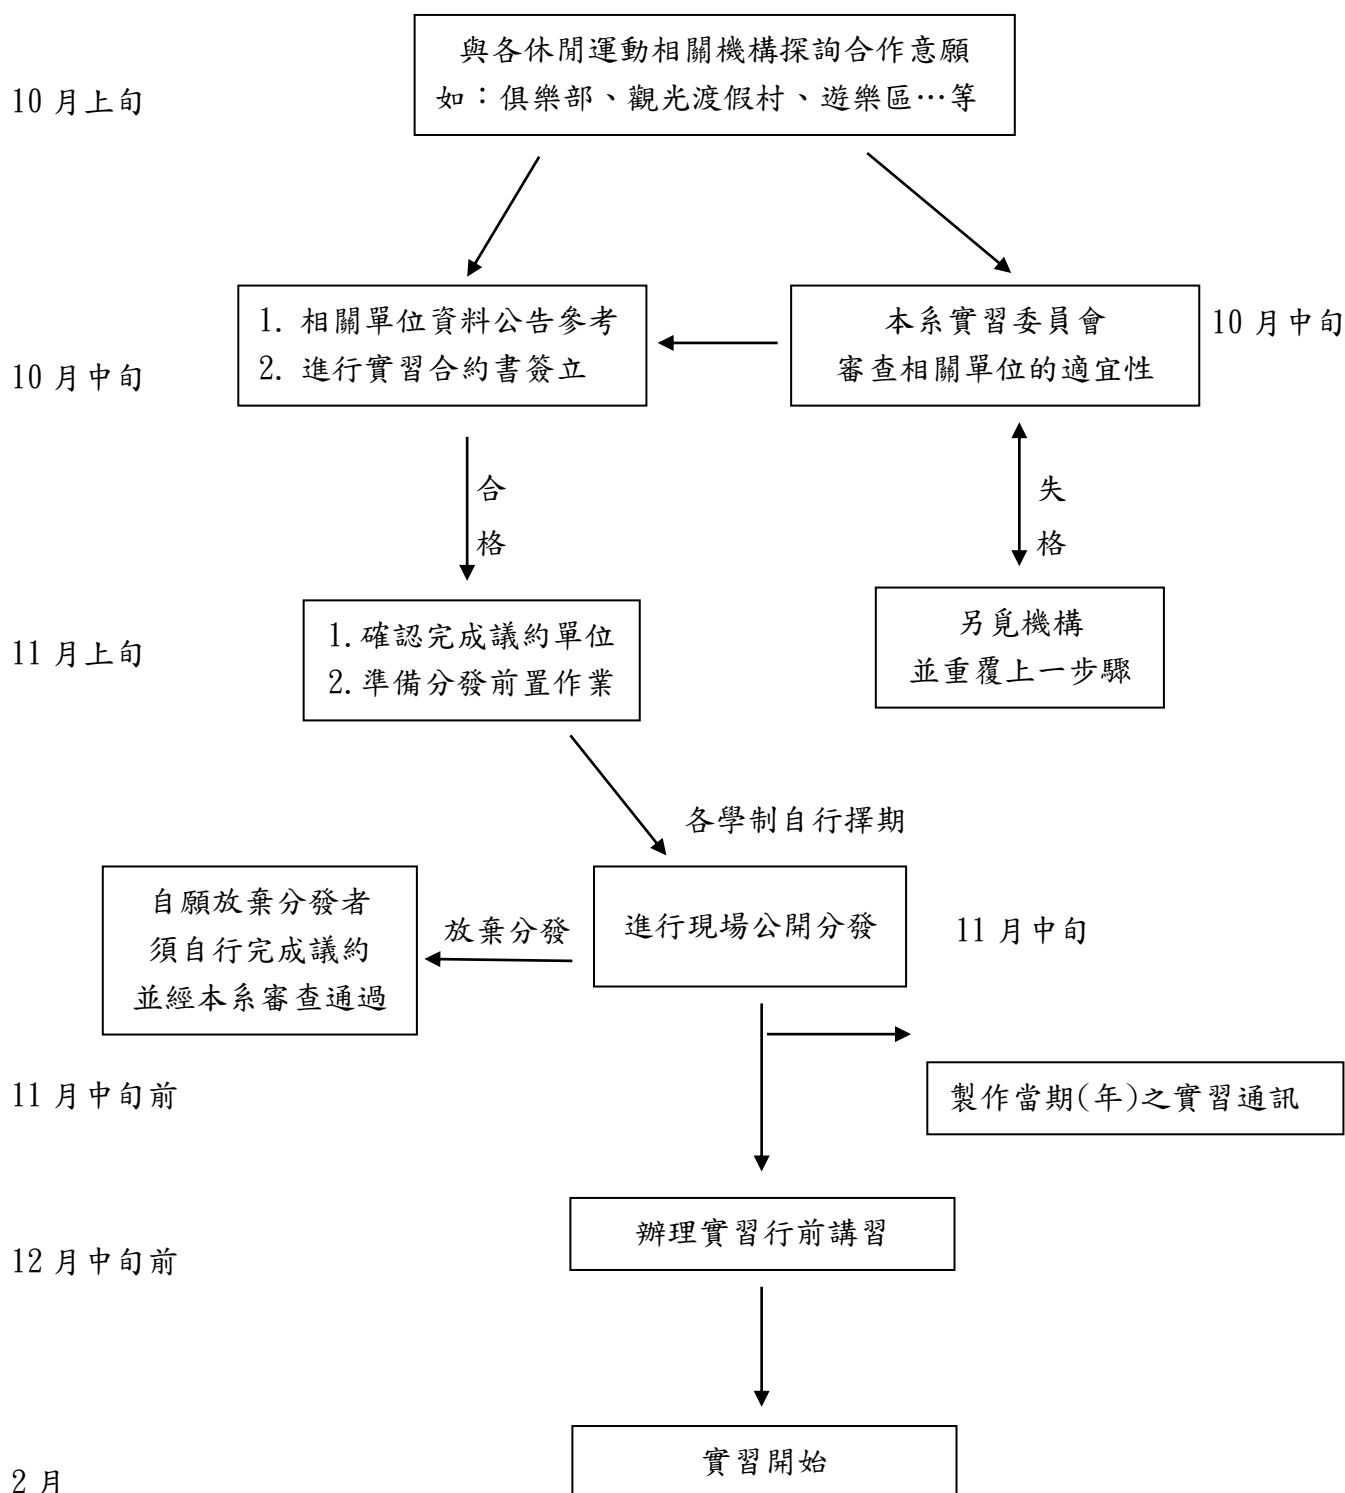 與各休閒運動相關機構探詢合作意願
如：俱樂部、觀光渡假村、遊樂區…等
10 月上旬
1. 相關單位資料公告參考
2. 進行實習合約書簽立
本系實習委員會
審查相關單位的適宜性
10 月中旬
10 月中旬
合
格
失
格
1.確認完成議約單位
2.準備分發前置作業
另覓機構
並重覆上一步驟
11 月上旬
各學制自行擇期
自願放棄分發者
須自行完成議約
並經本系審查通過
放棄分發
進行現場公開分發
11 月中旬
11 月中旬前
製作當期(年)之實習通訊
辦理實習行前講習
12 月中旬前
實習開始
2 月